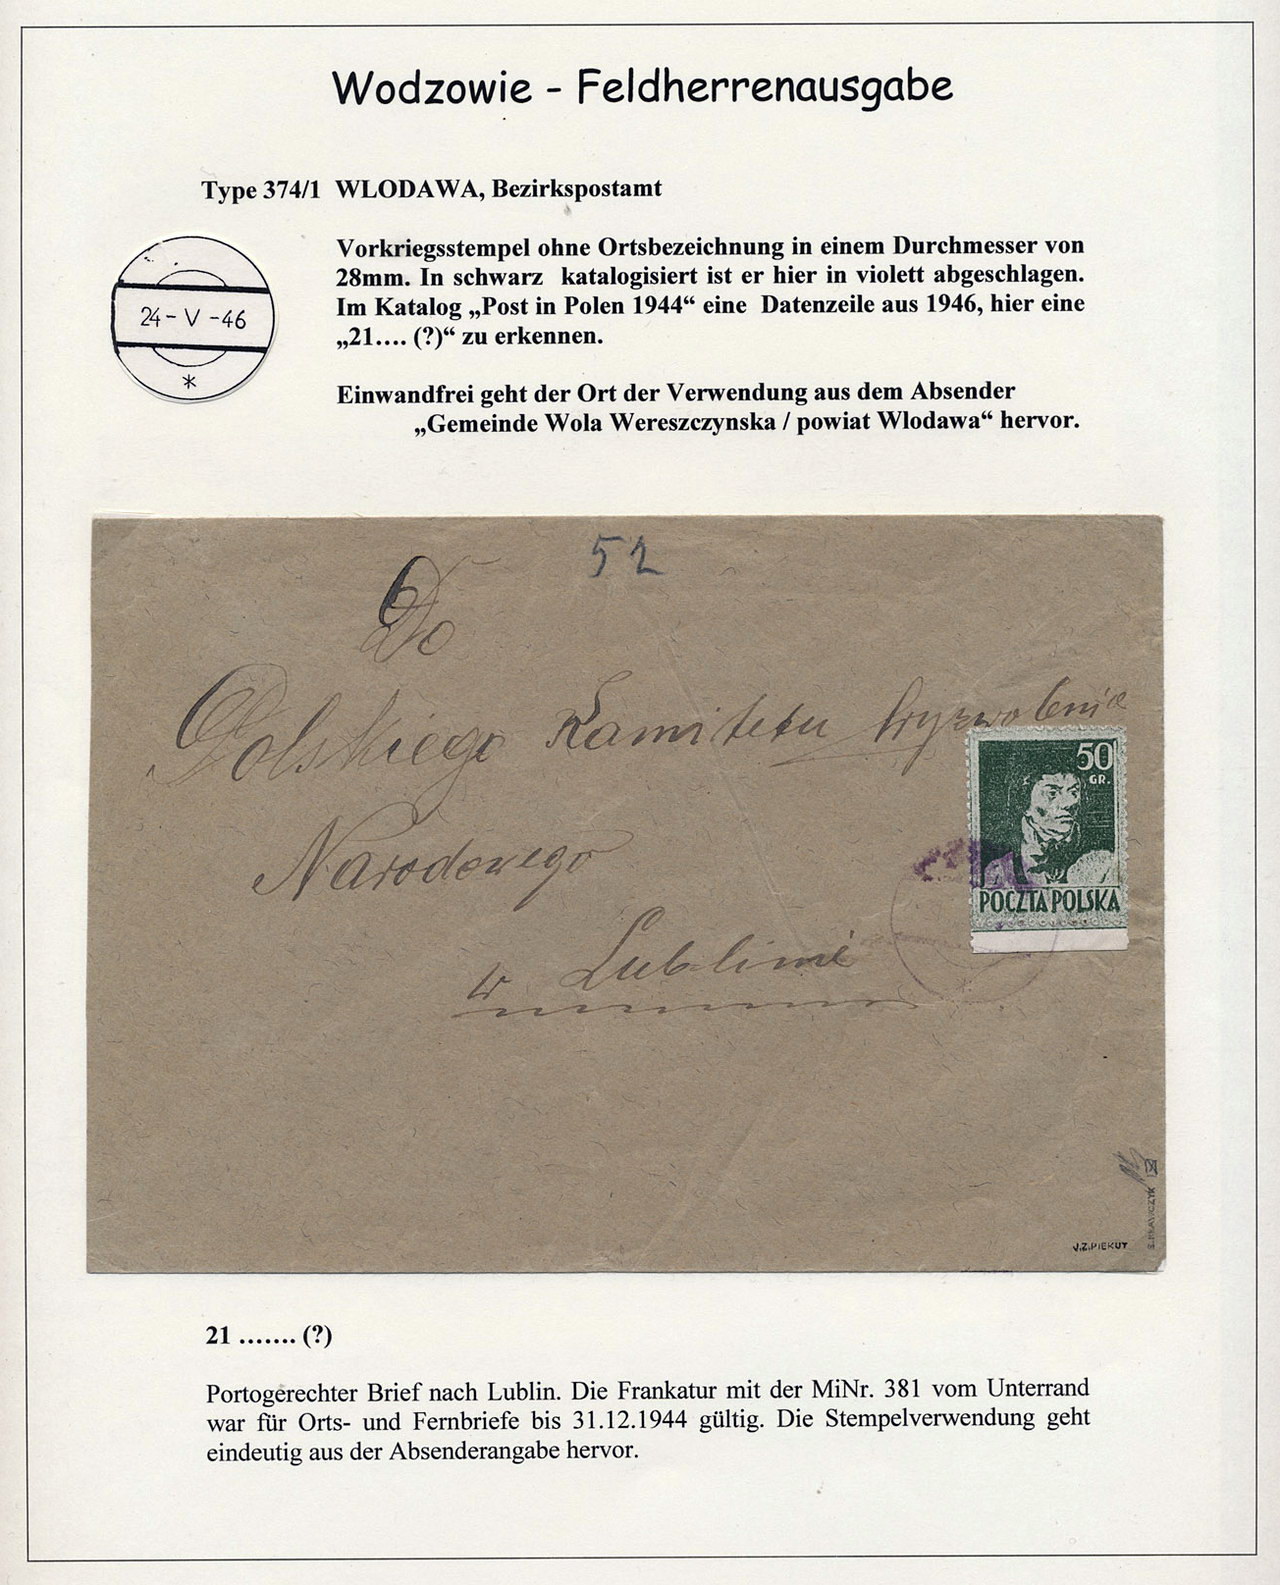 Wodzowie - Feldherrenausgabe
Type 374/1 WLODAWA, Bezirkspostamt
Vorkriegsstempel ohne Ortsbezeichnung in einem Durchmesser von
28mm. In schwarz katalogisiert ist er hier in violett abgeschlagen.
Im Katalog „Post in Polen 1944“ eine Datenzeile aus 1946, hier eine
„21.... (?)“ zu erkennen.
24 - V - 46
*
Einwandfrei geht der Ort der Verwendung aus dem Absender
„Gemeinde Wola Wereszczynska / powiat Wlodawa“ hervor.
52
Do
Polskiego Kamitetu Wyzwolenia
Narodowego
w Lublinie
50
GR.
POCZTA POLSKA
J.Z.PIEKUT
21 ....... (?)
Portogerechter Brief nach Lublin. Die Frankatur mit der MiNr. 381 vom Unterrand
war für Orts- und Fernbriefe bis 31.12.1944 gültig. Die Stempelverwendung geht
eindeutig aus der Absenderangabe hervor.